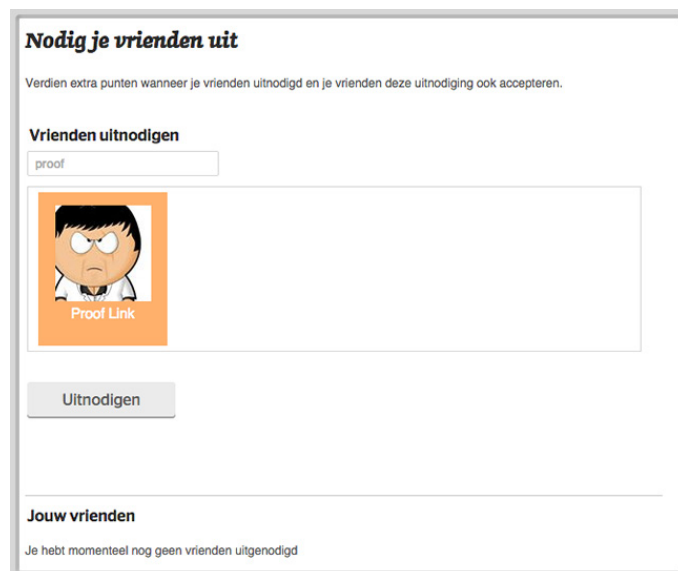 Nodig je vrienden uit
Verdien extra punten wanneer je vrienden uitnodigd en je vrienden deze uitnodiging ook accepteren.
Vrienden uitnodigen
proof
Proof Link
Uitnodigen
Jouw vrienden
Je hebt momenteel nog geen vrienden uitgenodigd